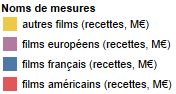 Noms de mesures
autres films (recettes, M€)
films européens (recettes, M€)
films français (recettes, M€)
films américains (recettes, M€)